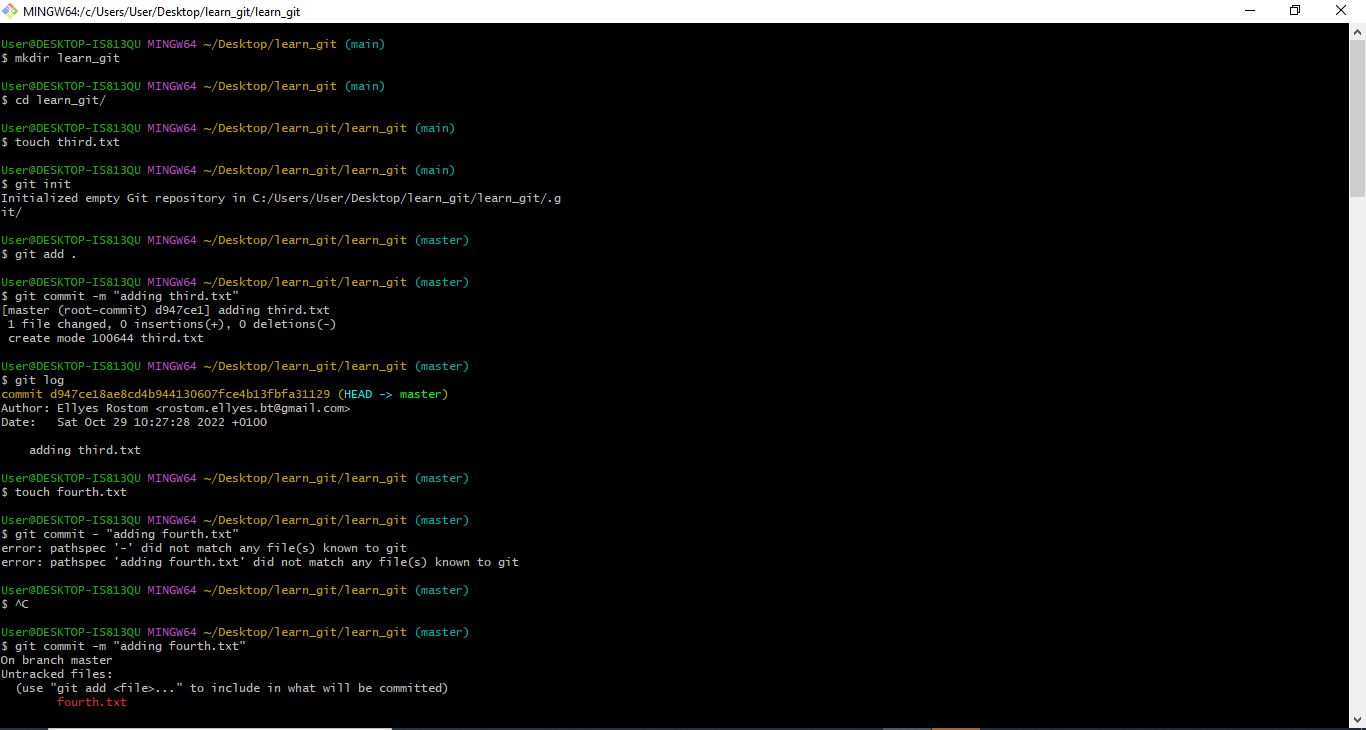 MINGW64:/c/Users/User/Desktop/learn_git/learn_git
User@DESKTOP-IS813QU MINGW64 ~/Desktop/learn_git (main)
$ mkdir learn_git
User@DESKTOP-IS813QU MINGW64 ~/Desktop/learn_git (main)
$ cd learn_git/
User@DESKTOP-IS813QU MINGW64 ~/Desktop/learn_git/learn_git (main)
$ touch third.txt
User@DESKTOP-IS813QU MINGW64 ~/Desktop/learn_git/learn_git (main)
$ git init
Initialized empty Git repository in C:/Users/User/Desktop/learn_git/learn_git/.g
it/
User@DESKTOP-IS813QU MINGW64 ~/Desktop/learn_git/learn_git (master)
$ git add .
User@DESKTOP-IS813QU MINGW64 ~/Desktop/learn_git/learn_git (master)
$ git commit -m "adding third.txt"
[master (root-commit) d947ce1] adding third.txt
 1 file changed, 0 insertions(+), 0 deletions(-)
 create mode 100644 third.txt
User@DESKTOP-IS813QU MINGW64 ~/Desktop/learn_git/learn_git (master)
$ git log
commit d947ce18ae8cd4b944130607fce4b13fbfa31129 (HEAD -> master)
Author: Ellyes Rostom <rostom.ellyes.bt@gmail.com>
Date:   Sat Oct 29 10:27:28 2022 +0100
    adding third.txt
User@DESKTOP-IS813QU MINGW64 ~/Desktop/learn_git/learn_git (master)
$ touch fourth.txt
User@DESKTOP-IS813QU MINGW64 ~/Desktop/learn_git/learn_git (master)
$ git commit - "adding fourth.txt"
error: pathspec '-' did not match any file(s) known to git
error: pathspec 'adding fourth.txt' did not match any file(s) known to git
User@DESKTOP-IS813QU MINGW64 ~/Desktop/learn_git/learn_git (master)
$ ^C
User@DESKTOP-IS813QU MINGW64 ~/Desktop/learn_git/learn_git (master)
$ git commit -m "adding fourth.txt"
On branch master
Untracked files:
  (use "git add <file>..." to include in what will be committed)
        fourth.txt